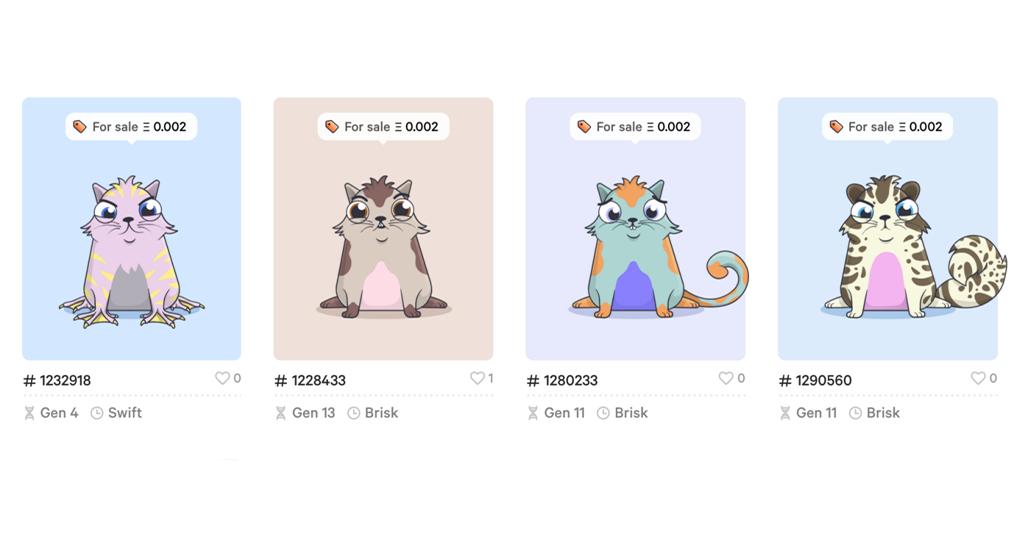 For sale Ξ 0.002
For sale Ξ 0.002
For sale Ξ 0.002
For sale Ξ 0.002
# 1232918
0
# 1228433
1
# 1280233
0
# 1290560
0
Gen 4 Swift
Gen 13 Brisk
Gen 11 Brisk
Gen 11 Brisk